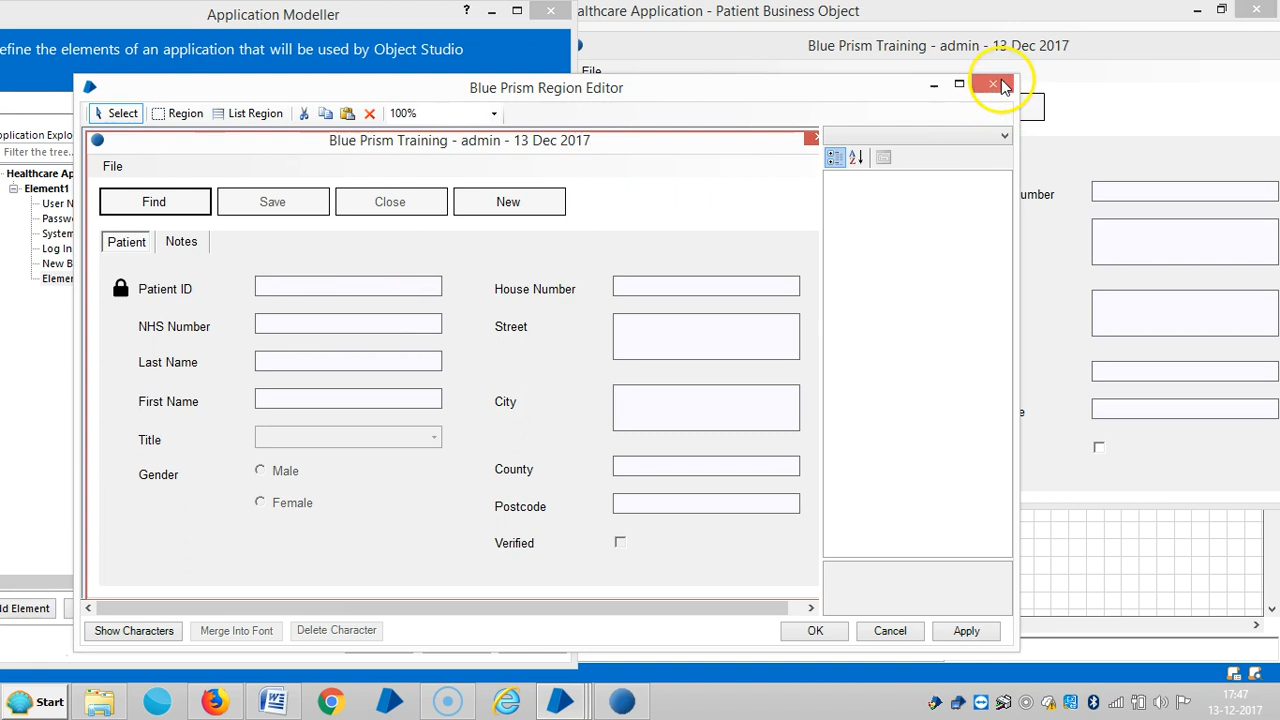 Application Modeller
?
althcare Application - Patient Business Object
efine the elements of an application that will be used by Object Studio
Blue Prism Training - admin - 13 Dec 2017
File
Blue Prism Region Editor
Select
Region
List Region
100%
pplication Explo
Filter the tree..
Healthcare Ap
Element1
User N
Passw
System
Log In
New B
Elemen
Blue Prism Training - admin - 13 Dec 2017
File
Find
Save
Close
New
Patient
Notes
Patient ID
House Number
NHS Number
Street
Last Name
First Name
City
Title
County
Gender
Male
Postcode
Female
Verified
umber
e
dd Element
Show Characters
Merge Into Font
Delete Character
OK
Cancel
Apply
Start
17:47
13-12-2017